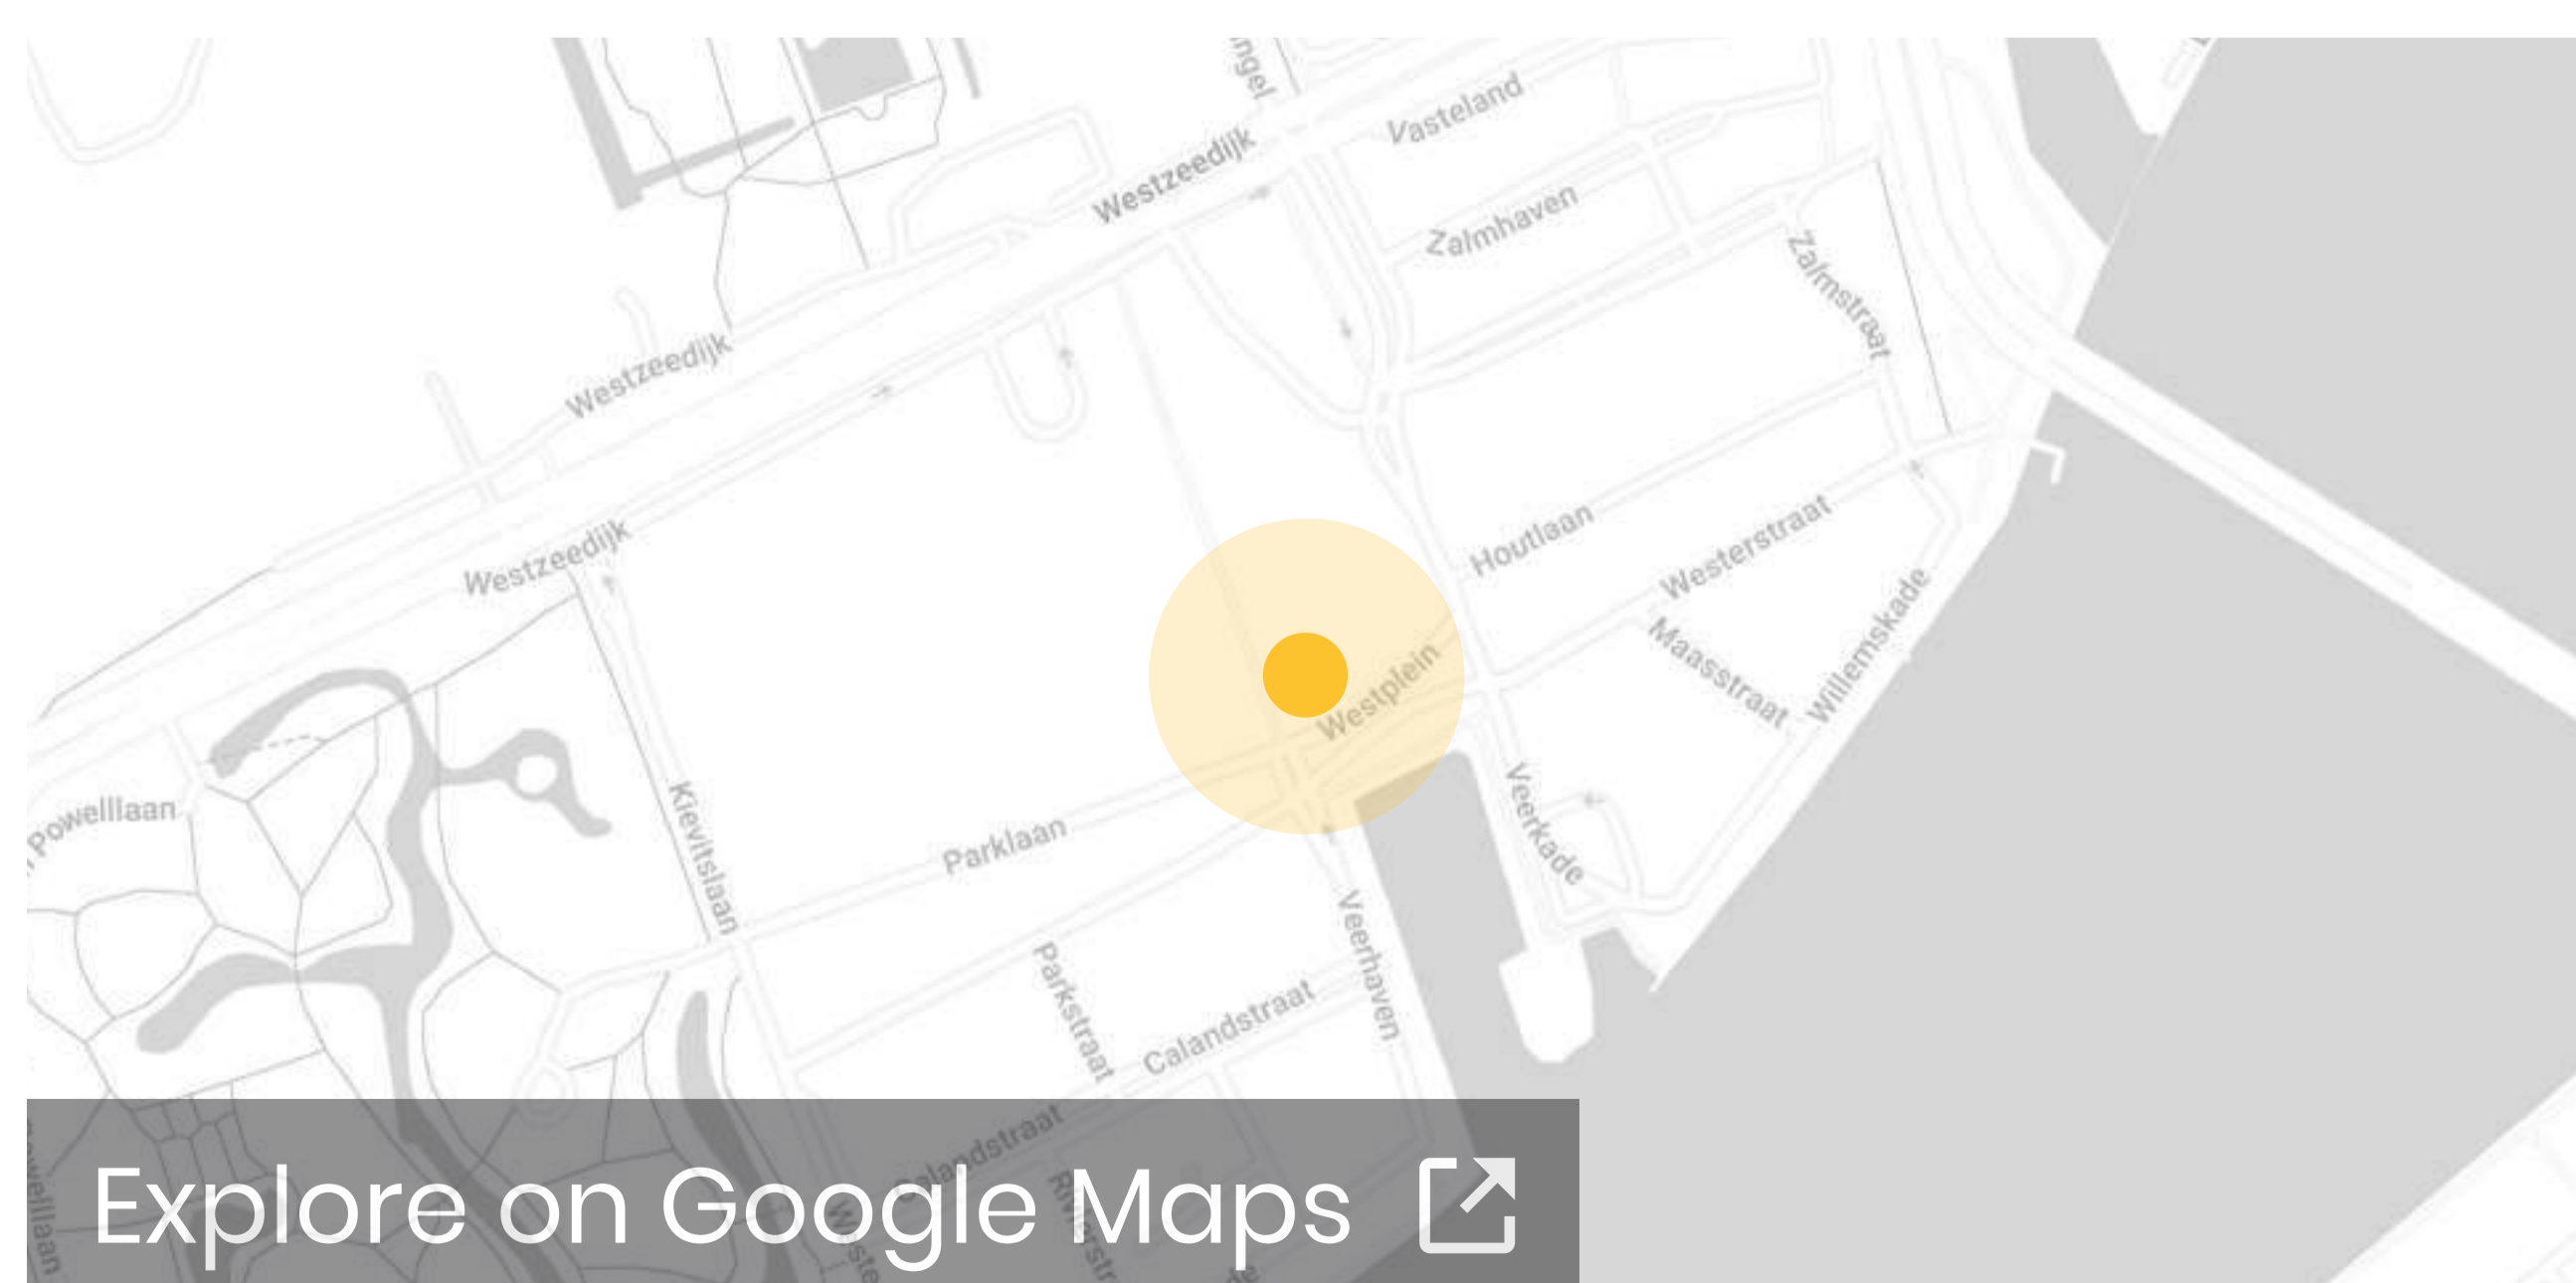 Vasteland
Westzeedijk
Zalmhaven
Zalmstraat
Westzeedijk
Westzeedijk
Houtlaan
Westerstraat
Willemskade
Maasstraat
Westplein
Powelllaan
Kievitslaan
Parklaan
Veerkade
Veerhaven
Parkstraat
Calandstraat
Calandstraat
Explore on Google Maps